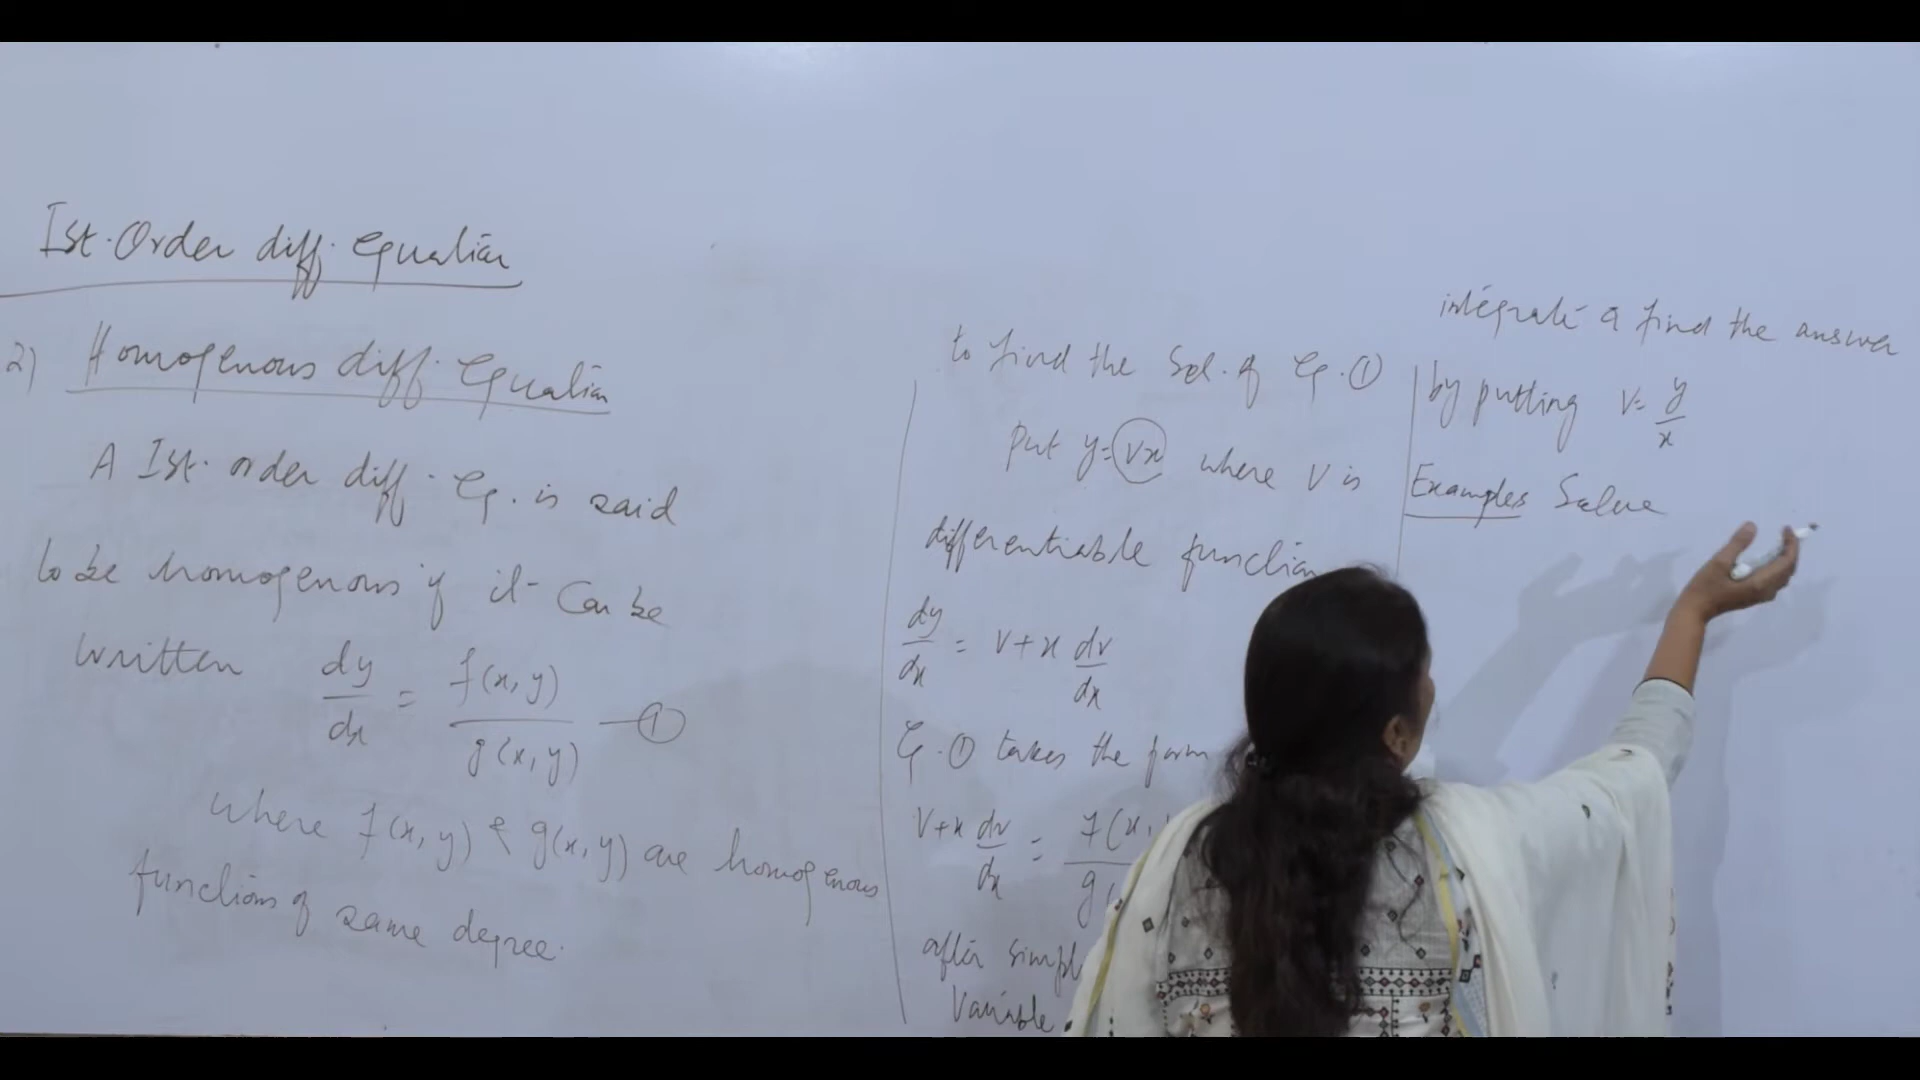 Ist. Order diff. Equation
2) Homogenous diff. Equation
A Ist. order diff. Eq. is said
to be homogenous if it can be
written dy/dx = f(x, y)/g(x, y) — ①
where f(x, y) & g(x, y) are homogenous
functions of same degree.
to find the Sol. of Eq. ①
put y = vx where v is
differentiable function
dy/dx = v + x dv/dx
Eq. ① takes the form
v + x dv/dx =
after
Variable
integrate & find the answer
by putting v = y/x
Examples Solve